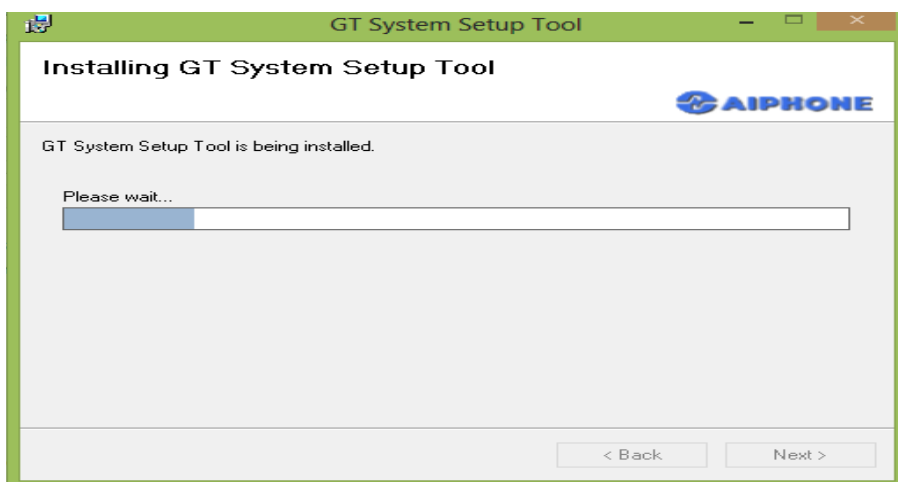 GT System Setup Tool
Installing GT System Setup Tool
AIPHONE
GT System Setup Tool is being installed.
Please wait...
< Back
Next >